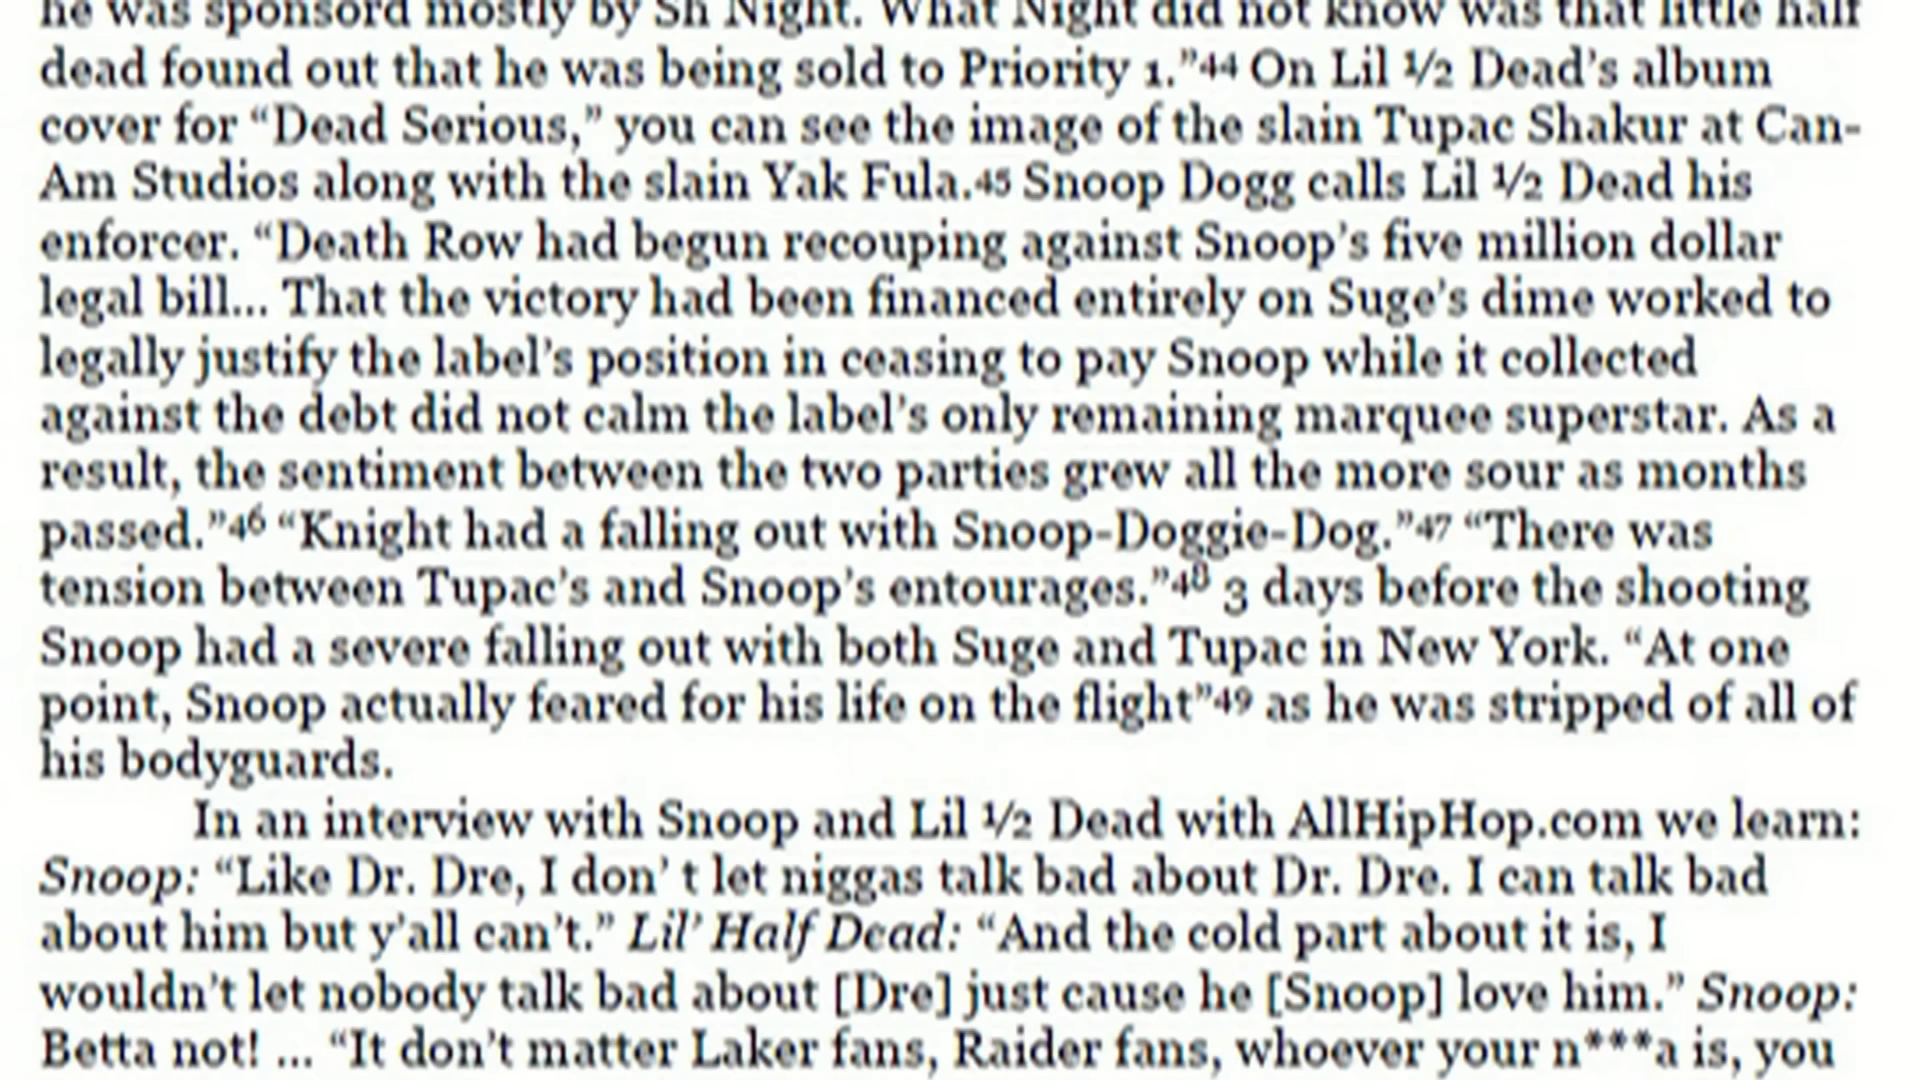 he was sponsord mostly by Sh Night. What Night did not know was that little half
dead found out that he was being sold to Priority 1.”44 On Lil ½ Dead’s album
cover for “Dead Serious,” you can see the image of the slain Tupac Shakur at Can-
Am Studios along with the slain Yak Fula.45 Snoop Dogg calls Lil ½ Dead his
enforcer. “Death Row had begun recouping against Snoop’s five million dollar
legal bill... That the victory had been financed entirely on Suge’s dime worked to
legally justify the label’s position in ceasing to pay Snoop while it collected
against the debt did not calm the label’s only remaining marquee superstar. As a
result, the sentiment between the two parties grew all the more sour as months
passed.”46 “Knight had a falling out with Snoop-Doggie-Dog.”47 “There was
tension between Tupac’s and Snoop’s entourages.”48 3 days before the shooting
Snoop had a severe falling out with both Suge and Tupac in New York. “At one
point, Snoop actually feared for his life on the flight”49 as he was stripped of all of
his bodyguards.
In an interview with Snoop and Lil ½ Dead with AllHipHop.com we learn:
Snoop: “Like Dr. Dre, I don’ t let niggas talk bad about Dr. Dre. I can talk bad
about him but y’all can’t.” Lil’ Half Dead: “And the cold part about it is, I
wouldn’t let nobody talk bad about [Dre] just cause he [Snoop] love him.” Snoop:
Betta not! ... “It don’t matter Laker fans, Raider fans, whoever your n***a is, you